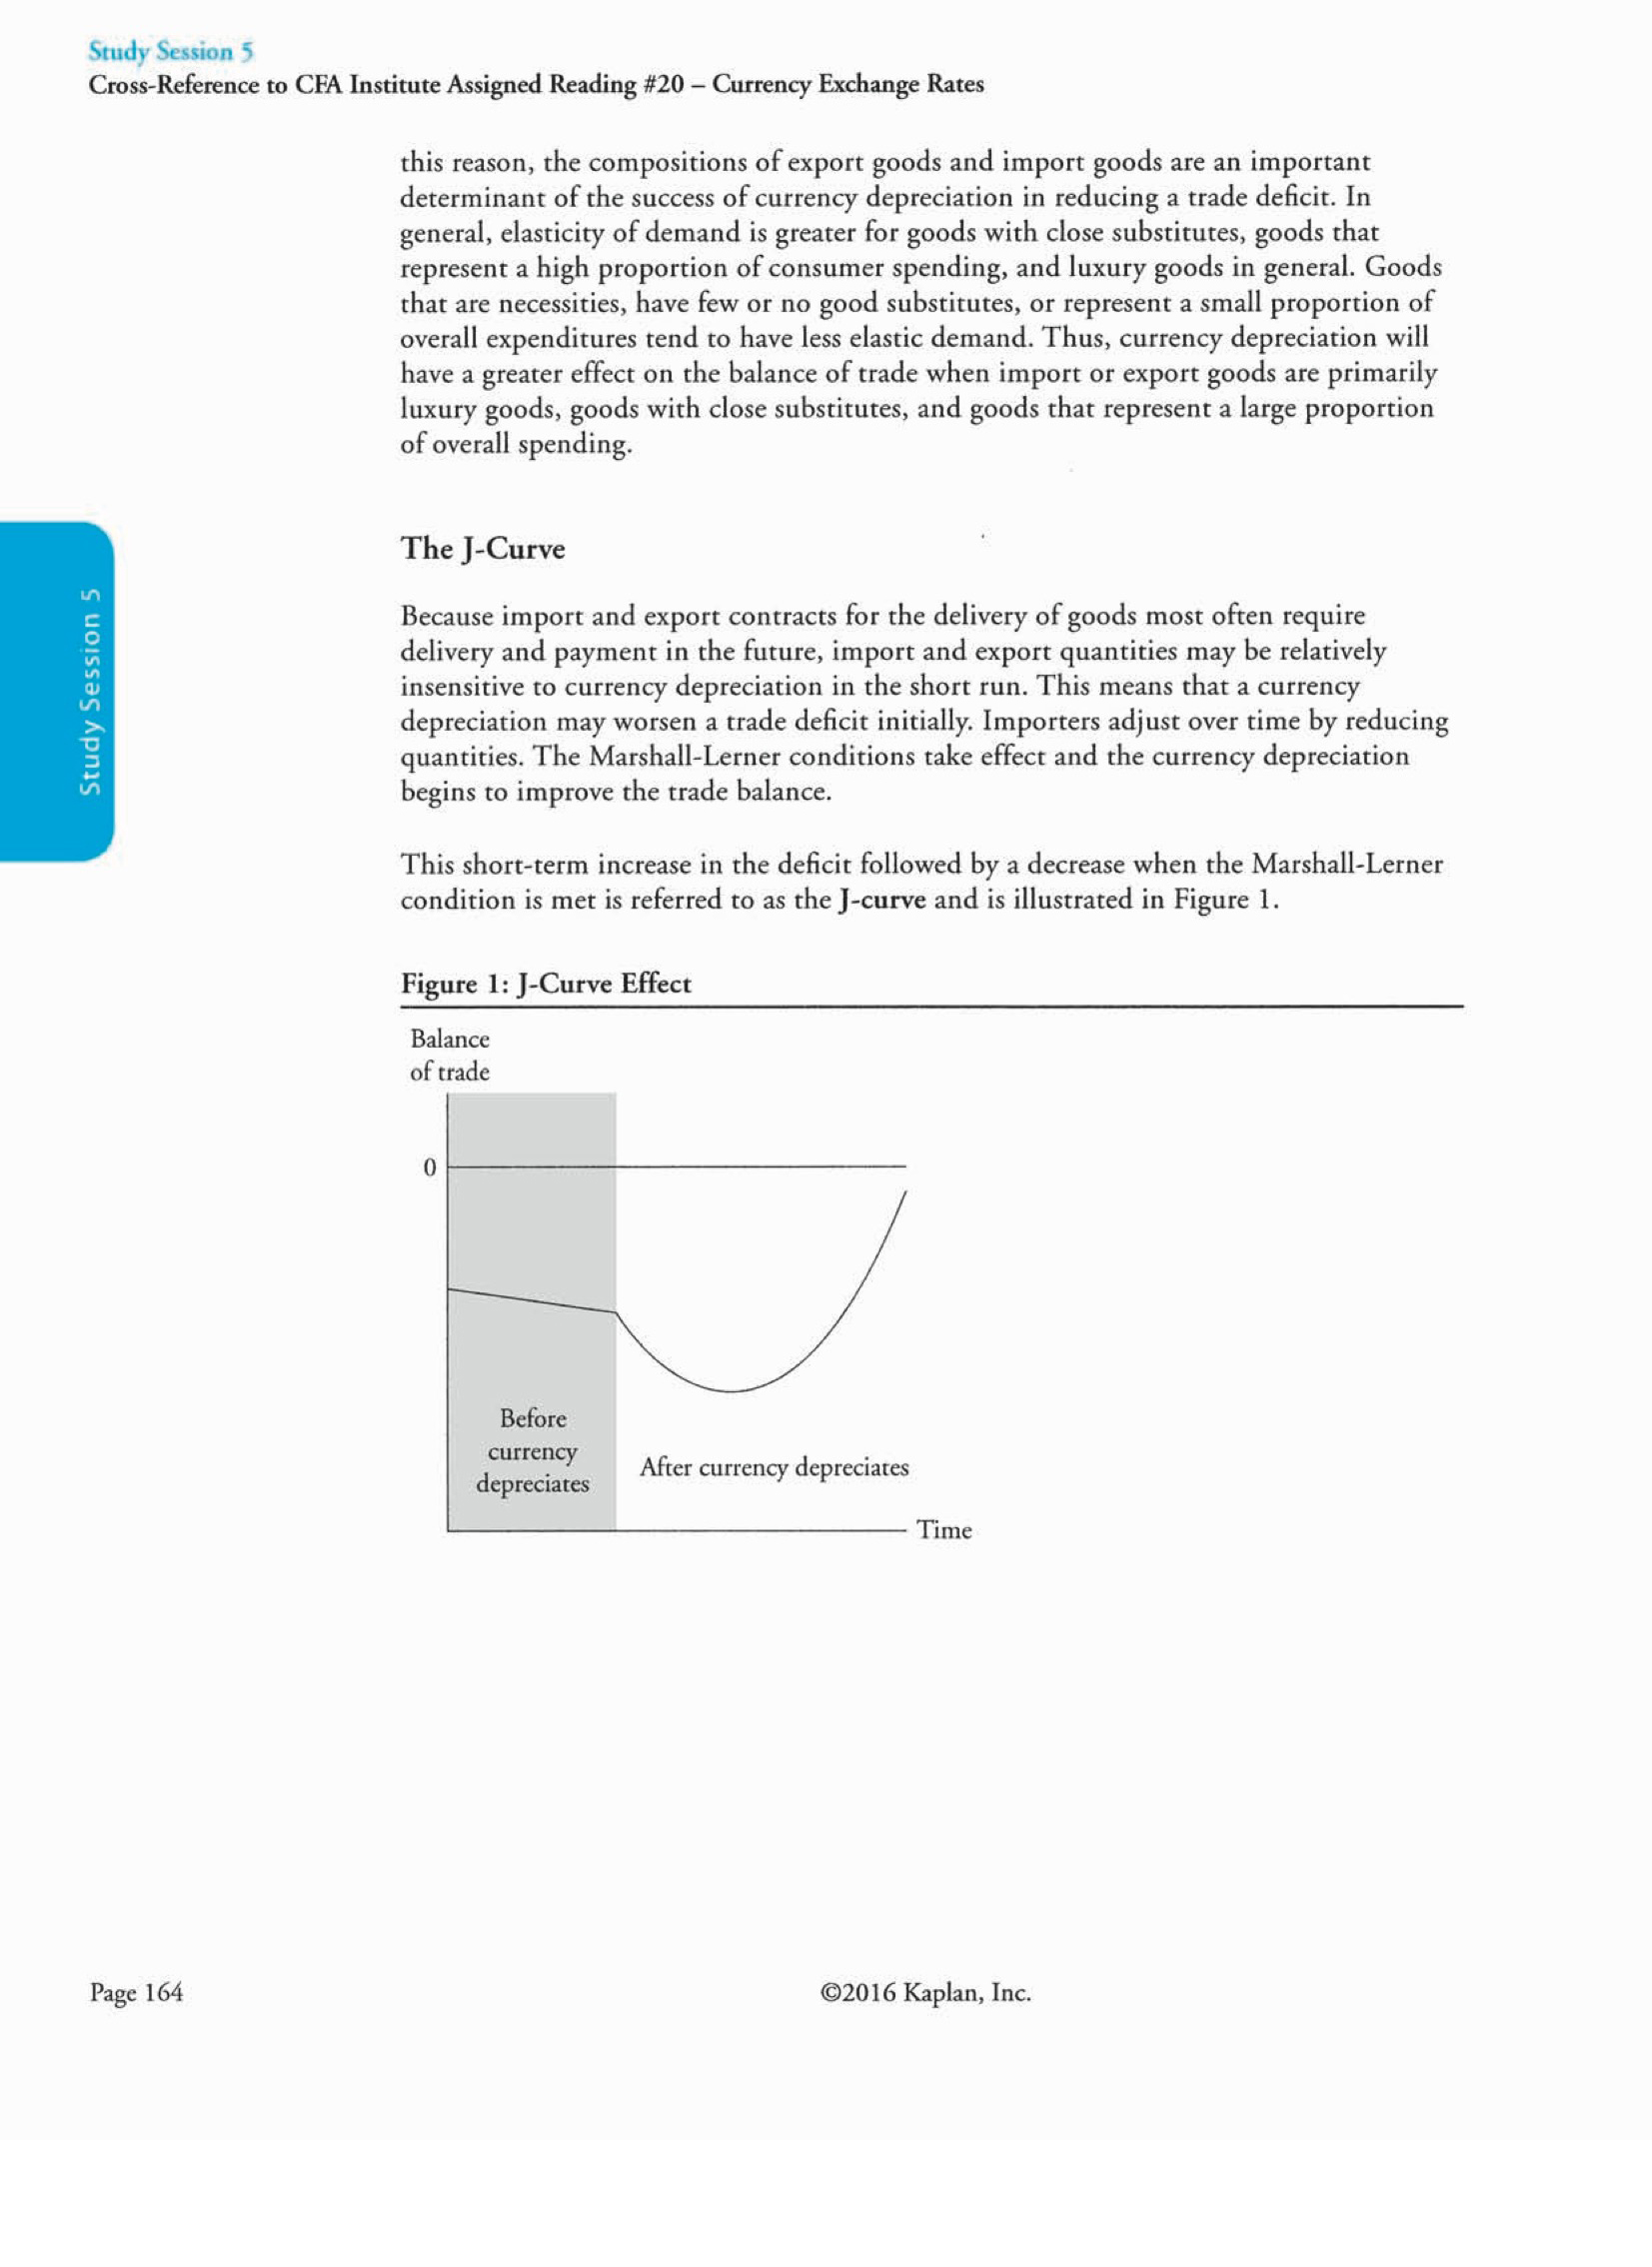 Study Session 5
Cross-Reference to CFA Institute Assigned Reading #20 – Currency Exchange Rates
this reason, the compositions of export goods and import goods are an important
determinant of the success of currency depreciation in reducing a trade deficit. In
general, elasticity of demand is greater for goods with close substitutes, goods that
represent a high proportion of consumer spending, and luxury goods in general. Goods
that are necessities, have few or no good substitutes, or represent a small proportion of
overall expenditures tend to have less elastic demand. Thus, currency depreciation will
have a greater effect on the balance of trade when import or export goods are primarily
luxury goods, goods with close substitutes, and goods that represent a large proportion
of overall spending.
The J-Curve
Study Session 5
Because import and export contracts for the delivery of goods most often require
delivery and payment in the future, import and export quantities may be relatively
insensitive to currency depreciation in the short run. This means that a currency
depreciation may worsen a trade deficit initially. Importers adjust over time by reducing
quantities. The Marshall-Lerner conditions take effect and the currency depreciation
begins to improve the trade balance.
This short-term increase in the deficit followed by a decrease when the Marshall-Lerner
condition is met is referred to as the J-curve and is illustrated in Figure 1.
Figure 1: J-Curve Effect
Balance
of trade
0
Before
currency
depreciates
After currency depreciates
Time
Page 164
©2016 Kaplan, Inc.